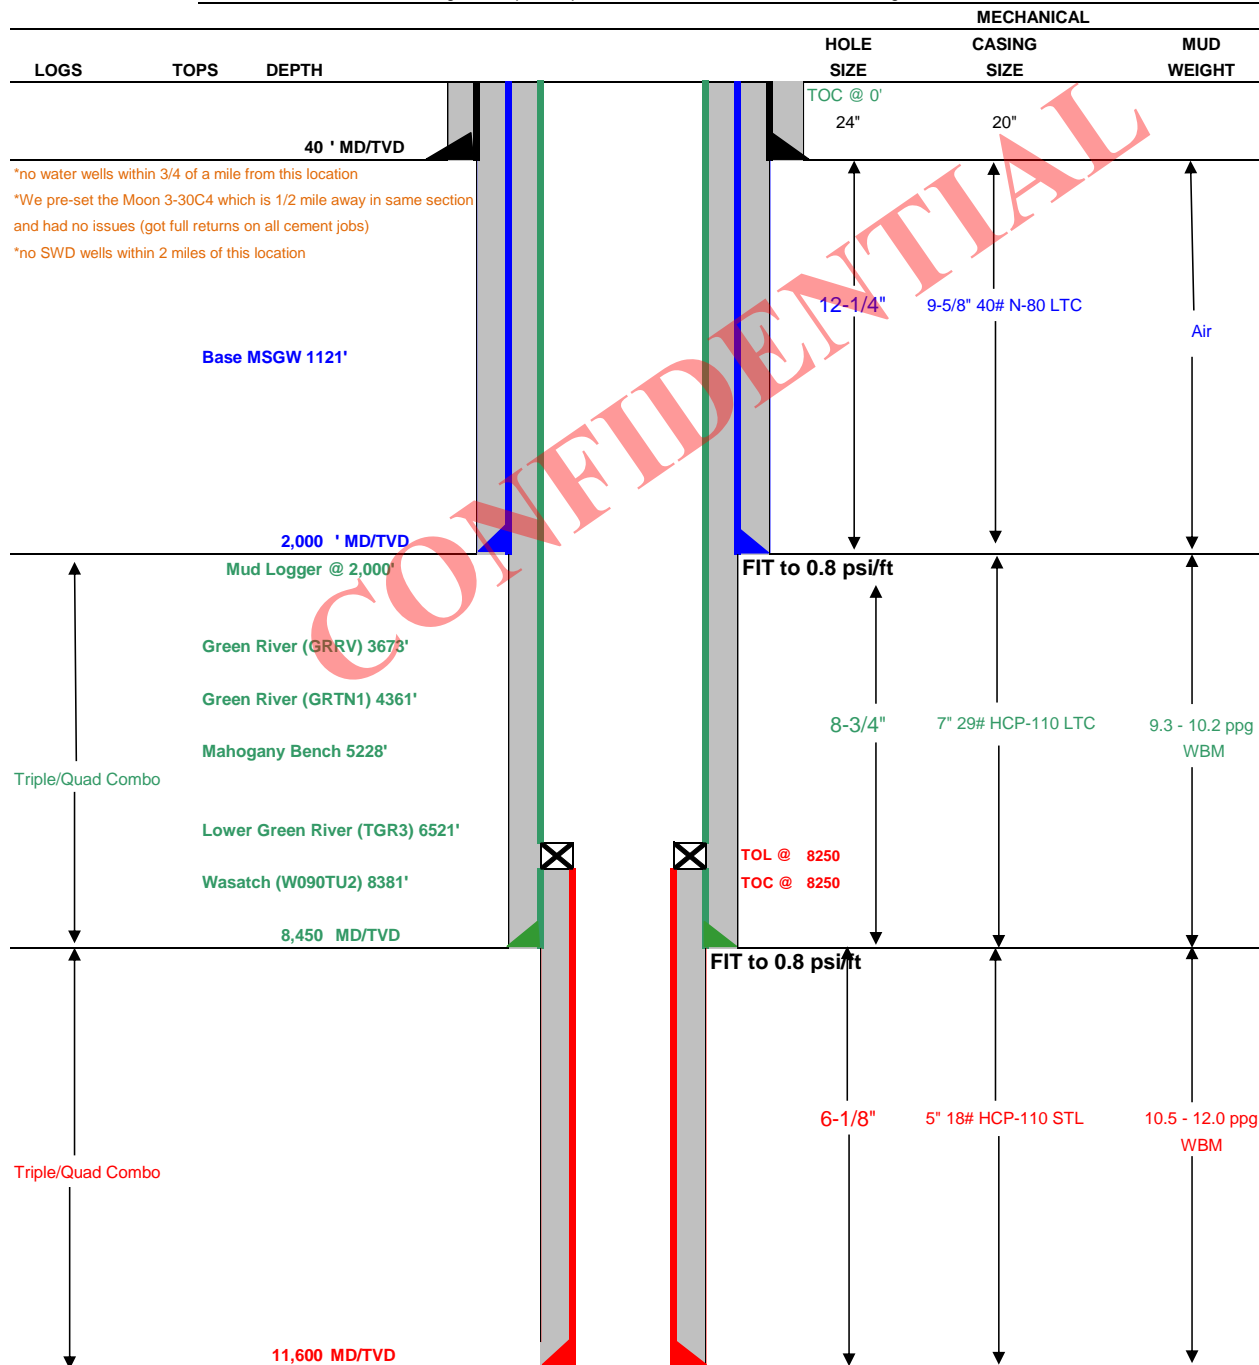 MECHANICAL
HOLE CASING MUD
LOGS TOPS DEPTH SIZE SIZE WEIGHT
TOC @ 0'
24" 20"
40 ' MD/TVD
*no water wells within 3/4 of a mile from this location
*We pre-set the Moon 3-30C4 which is 1/2 mile away in same section
and had no issues (got full returns on all cement jobs)
*no SWD wells within 2 miles of this location
12-1/4" 9-5/8" 40# N-80 LTC
Air
Base MSGW 1121'
CONFIDENTIAL
2,000 ' MD/TVD
Mud Logger @ 2,000'
FIT to 0.8 psi/ft
Green River (GRRV) 3673'
Green River (GRTN1) 4361'
8-3/4" 7" 29# HCP-110 LTC 9.3 - 10.2 ppg
WBM
Mahogany Bench 5228'
Triple/Quad Combo
Lower Green River (TGR3) 6521'
TOL @ 8250
Wasatch (W090TU2) 8381'
TOC @ 8250
8,450 MD/TVD
FIT to 0.8 psi/ft
6-1/8" 5" 18# HCP-110 STL 10.5 - 12.0 ppg
WBM
Triple/Quad Combo
11,600 MD/TVD